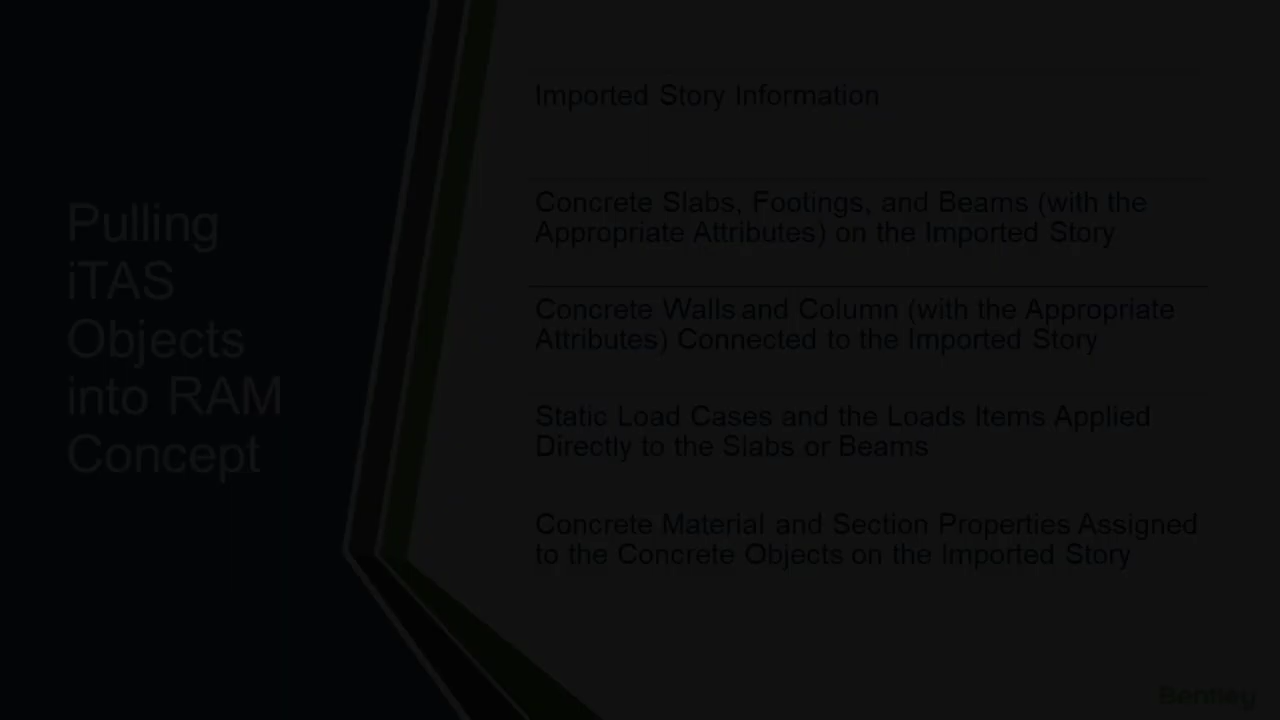 Pulling
iTAS
Objects
into RAM
Concept
Imported Story Information
Concrete Slabs, Footings, and Beams (with the
Appropriate Attributes) on the Imported Story
Concrete Walls and Column (with the Appropriate
Attributes) Connected to the Imported Story
Static Load Cases and the Loads Items Applied
Directly to the Slabs or Beams
Concrete Material and Section Properties Assigned
to the Concrete Objects on the Imported Story
Bentley